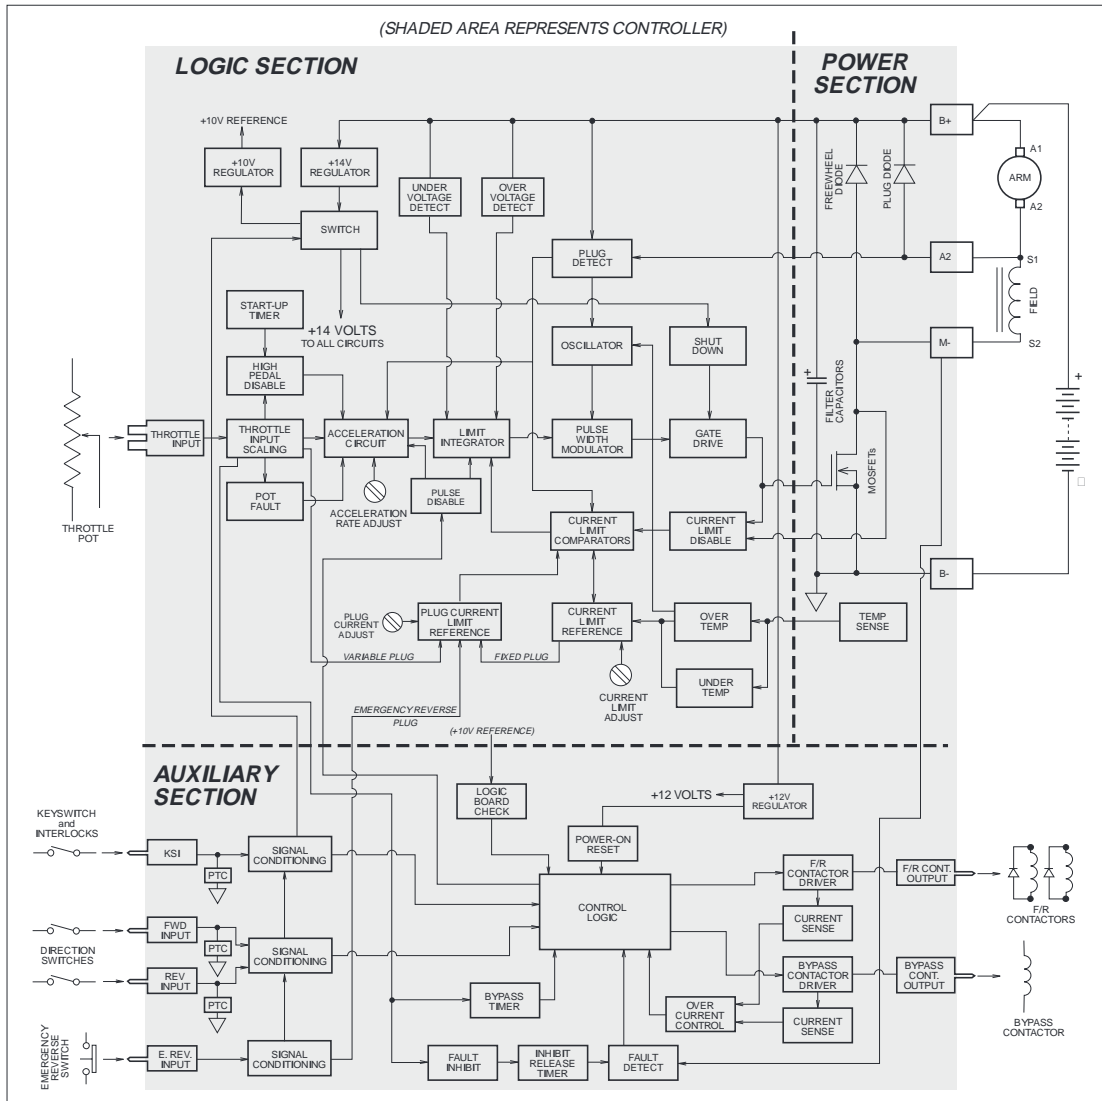 (SHADED AREA REPRESENTS CONTROLLER)
LOGIC SECTION
POWER
SECTION
+10V REFERENCE
+10V
REGULATOR
+14V
REGULATOR
UNDER
VOLTAGE
DETECT
OVER
VOLTAGE
DETECT
FREEWHEEL
DIODE
PLUG DIODE
B+
A1
ARM
A2
SWITCH
PLUG
DETECT
A2
S1
FIELD
S2
START-UP
TIMER
+14 VOLTS
TO ALL CIRCUITS
OSCILLATOR
SHUT
DOWN
M-
HIGH
PEDAL
DISABLE
+
FILTER
CAPACITORS
+
THROTTLE
INPUT
THROTTLE
INPUT
SCALING
ACCELERATION
CIRCUIT
LIMIT
INTEGRATOR
PULSE
WIDTH
MODULATOR
GATE
DRIVE
MOSFETs
POT
FAULT
PULSE
DISABLE
ACCELERATION
RATE ADJUST
THROTTLE
POT
CURRENT
LIMIT
COMPARATORS
CURRENT
LIMIT
DISABLE
B-
PLUG
CURRENT
ADJUST
PLUG CURRENT
LIMIT
REFERENCE
CURRENT
LIMIT
REFERENCE
OVER
TEMP
TEMP
SENSE
VARIABLE PLUG
FIXED PLUG
UNDER
TEMP
CURRENT
LIMIT
ADJUST
EMERGENCY REVERSE
PLUG
(+10V REFERENCE)
AUXILIARY
SECTION
LOGIC
BOARD
CHECK
+12 VOLTS
+12V
REGULATOR
KEYSWITCH
and
INTERLOCKS
KSI
PTC
SIGNAL
CONDITIONING
POWER-ON
RESET
F/R
CONTACTOR
DRIVER
F/R CONT.
OUTPUT
F/R
CONTACTORS
CONTROL
LOGIC
CURRENT
SENSE
DIRECTION
SWITCHES
FWD
INPUT
PTC
SIGNAL
CONDITIONING
REV
INPUT
PTC
BYPASS
TIMER
BYPASS
CONTACTOR
DRIVER
BYPASS
CONT.
OUTPUT
OVER
CURRENT
CONTROL
CURRENT
SENSE
BYPASS
CONTACTOR
EMERGENCY
REVERSE
SWITCH
E. REV.
INPUT
SIGNAL
CONDITIONING
FAULT
INHIBIT
INHIBIT
RELEASE
TIMER
FAULT
DETECT